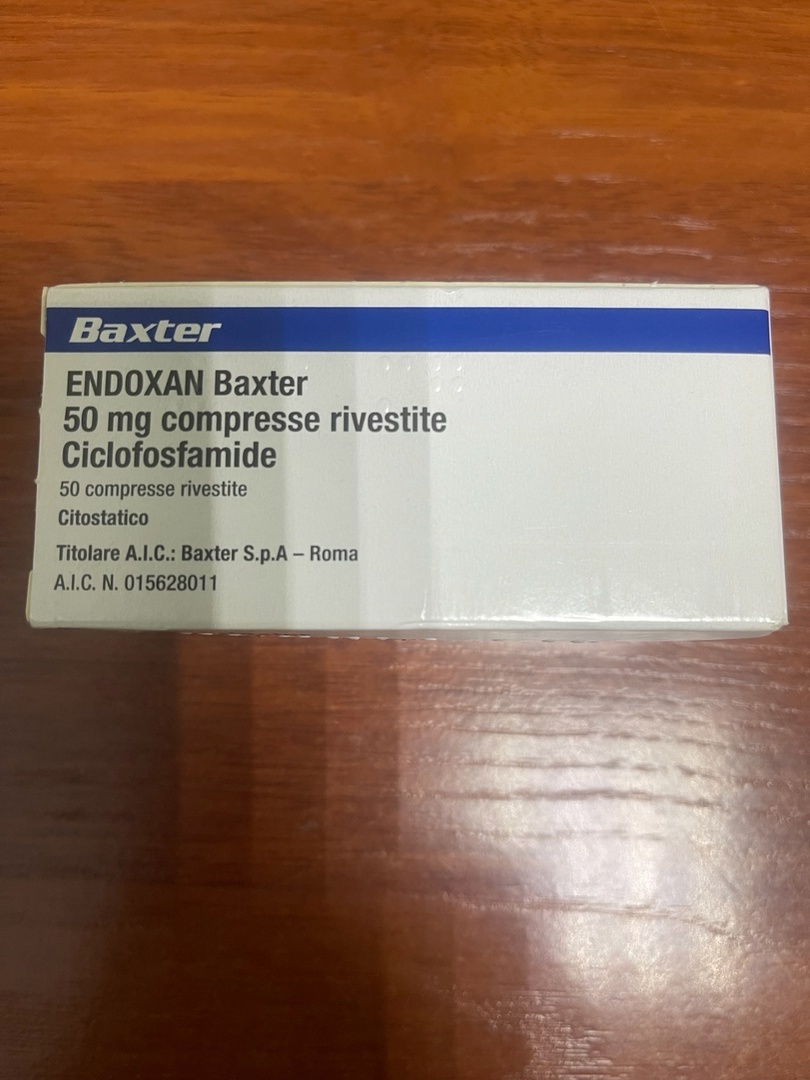 Baxter
ENDOXAN Baxter
50 mg compresse rivestite
Ciclofosfamide
50 compresse rivestite
Citostatico
Titolare A.I.C.: Baxter S.p.A – Roma
A.I.C. N. 015628011